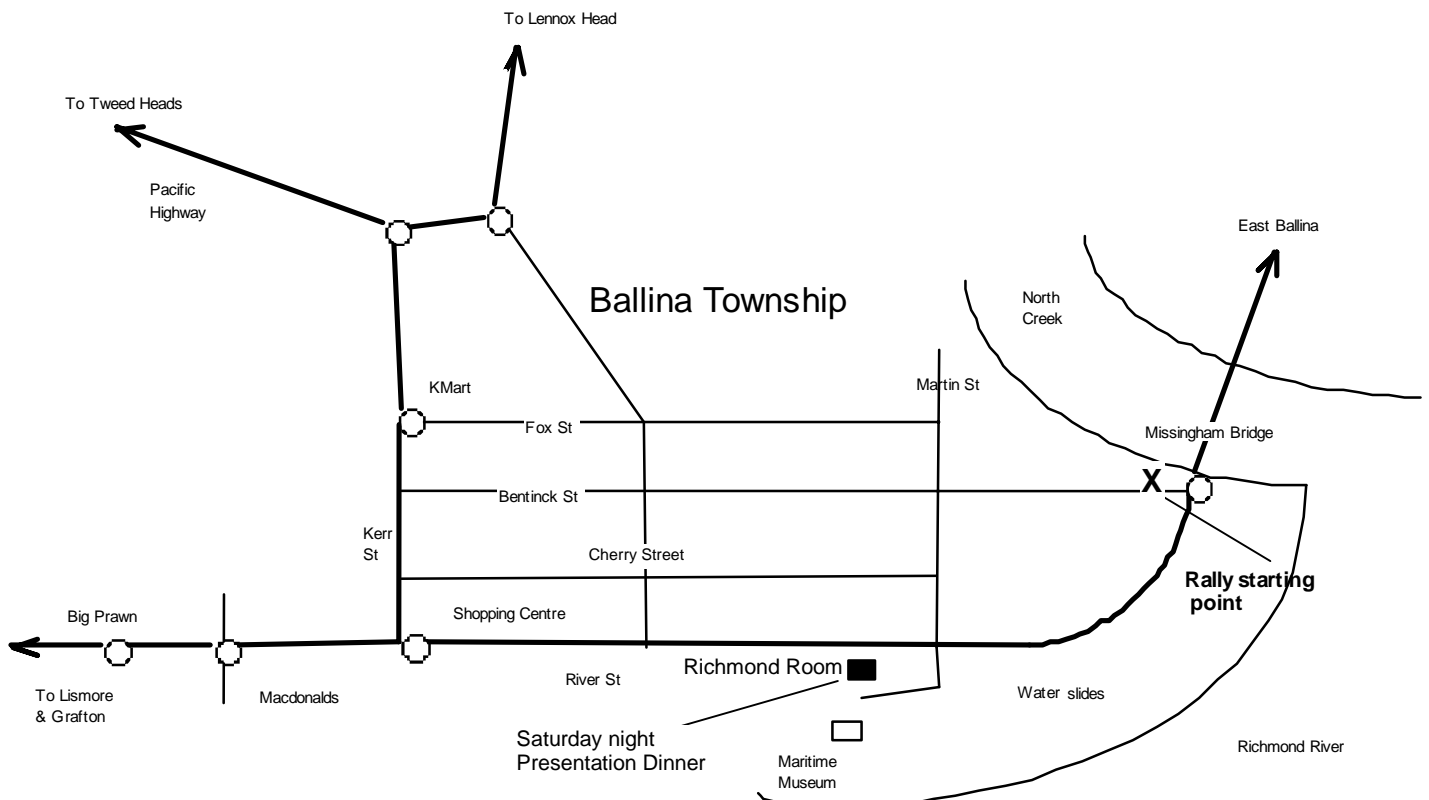 To Lennox Head
To Tweed Heads
Pacific
Highway
East Ballina
Ballina Township
North
Creek
KMart
Martin St
Fox St
Missingham Bridge
X
Bentinck St
Kerr
St
Cherry Street
Rally starting
point
Big Prawn
Shopping Centre
Richmond Room
River St
To Lismore
& Grafton
Macdonalds
Water slides
Saturday night
Presentation Dinner
Maritime
Museum
Richmond River